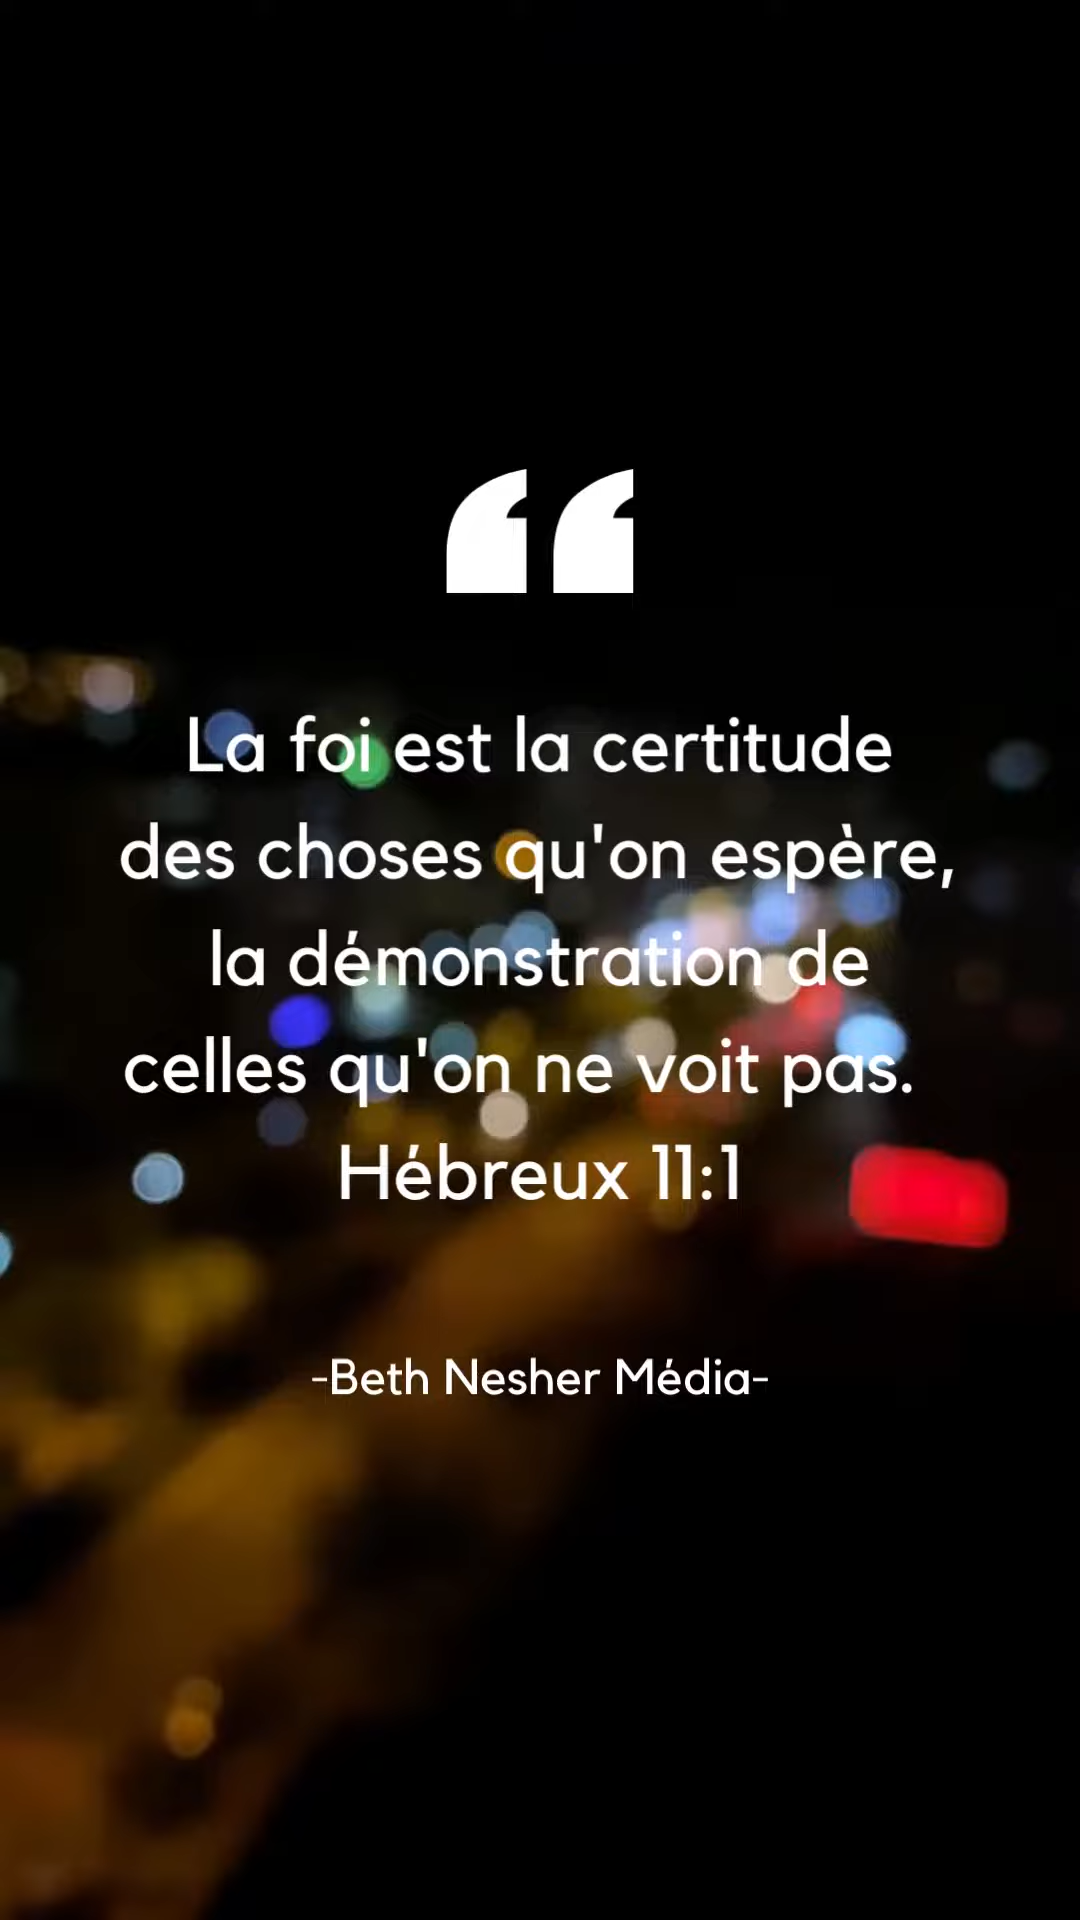 La foi est la certitude
des choses qu'on espère,
la démonstration de
celles qu'on ne voit pas.
Hébreux 11:1
-Beth Nesher Média-